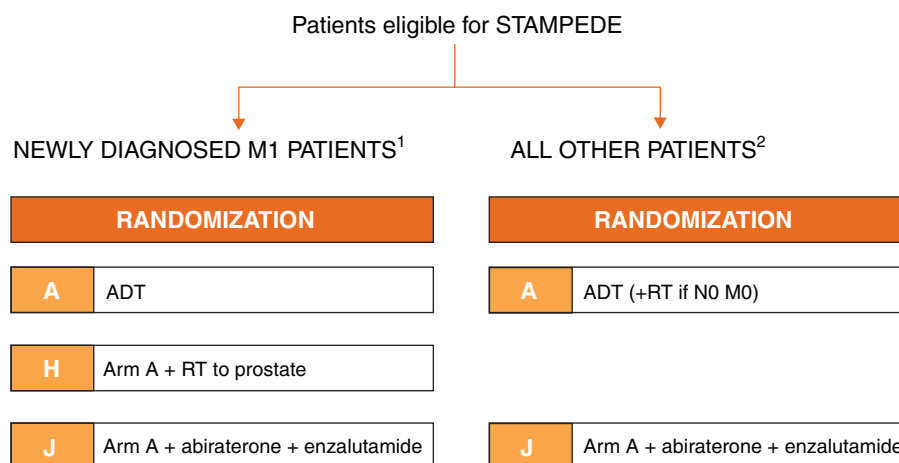 Patients eligible for STAMPEDE
NEWLY DIAGNOSED M1 PATIENTS1
RANDOMIZATION
A ADT
H Arm A + RT to prostate
J Arm A + abiraterone + enzalutamide
ALL OTHER PATIENTS2
RANDOMIZATION
A ADT (+RT if N0 M0)
J Arm A + abiraterone + enzalutamide